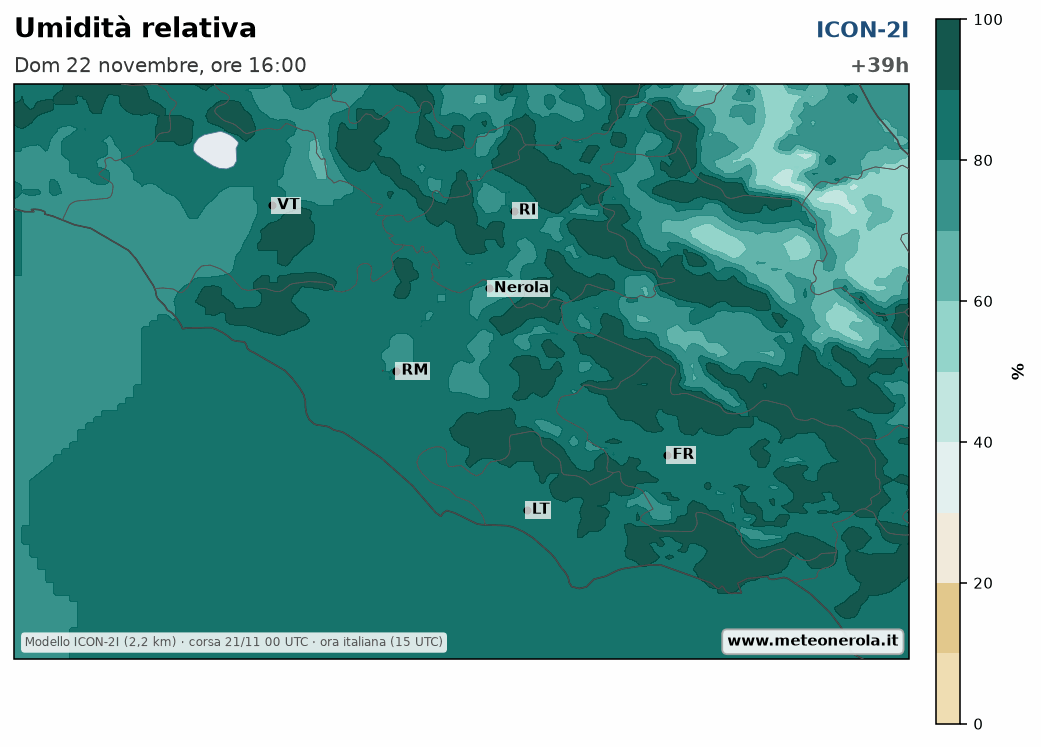 Umidità relativa
ICON-2I
Dom 22 novembre, ore 16:00
+39h
100
80
60
40
20
0
%
VT
RI
Nerola
RM
FR
LT
Modello ICON-2I (2,2 km) · corsa 21/11 00 UTC · ora italiana (15 UTC)
www.meteonerola.it